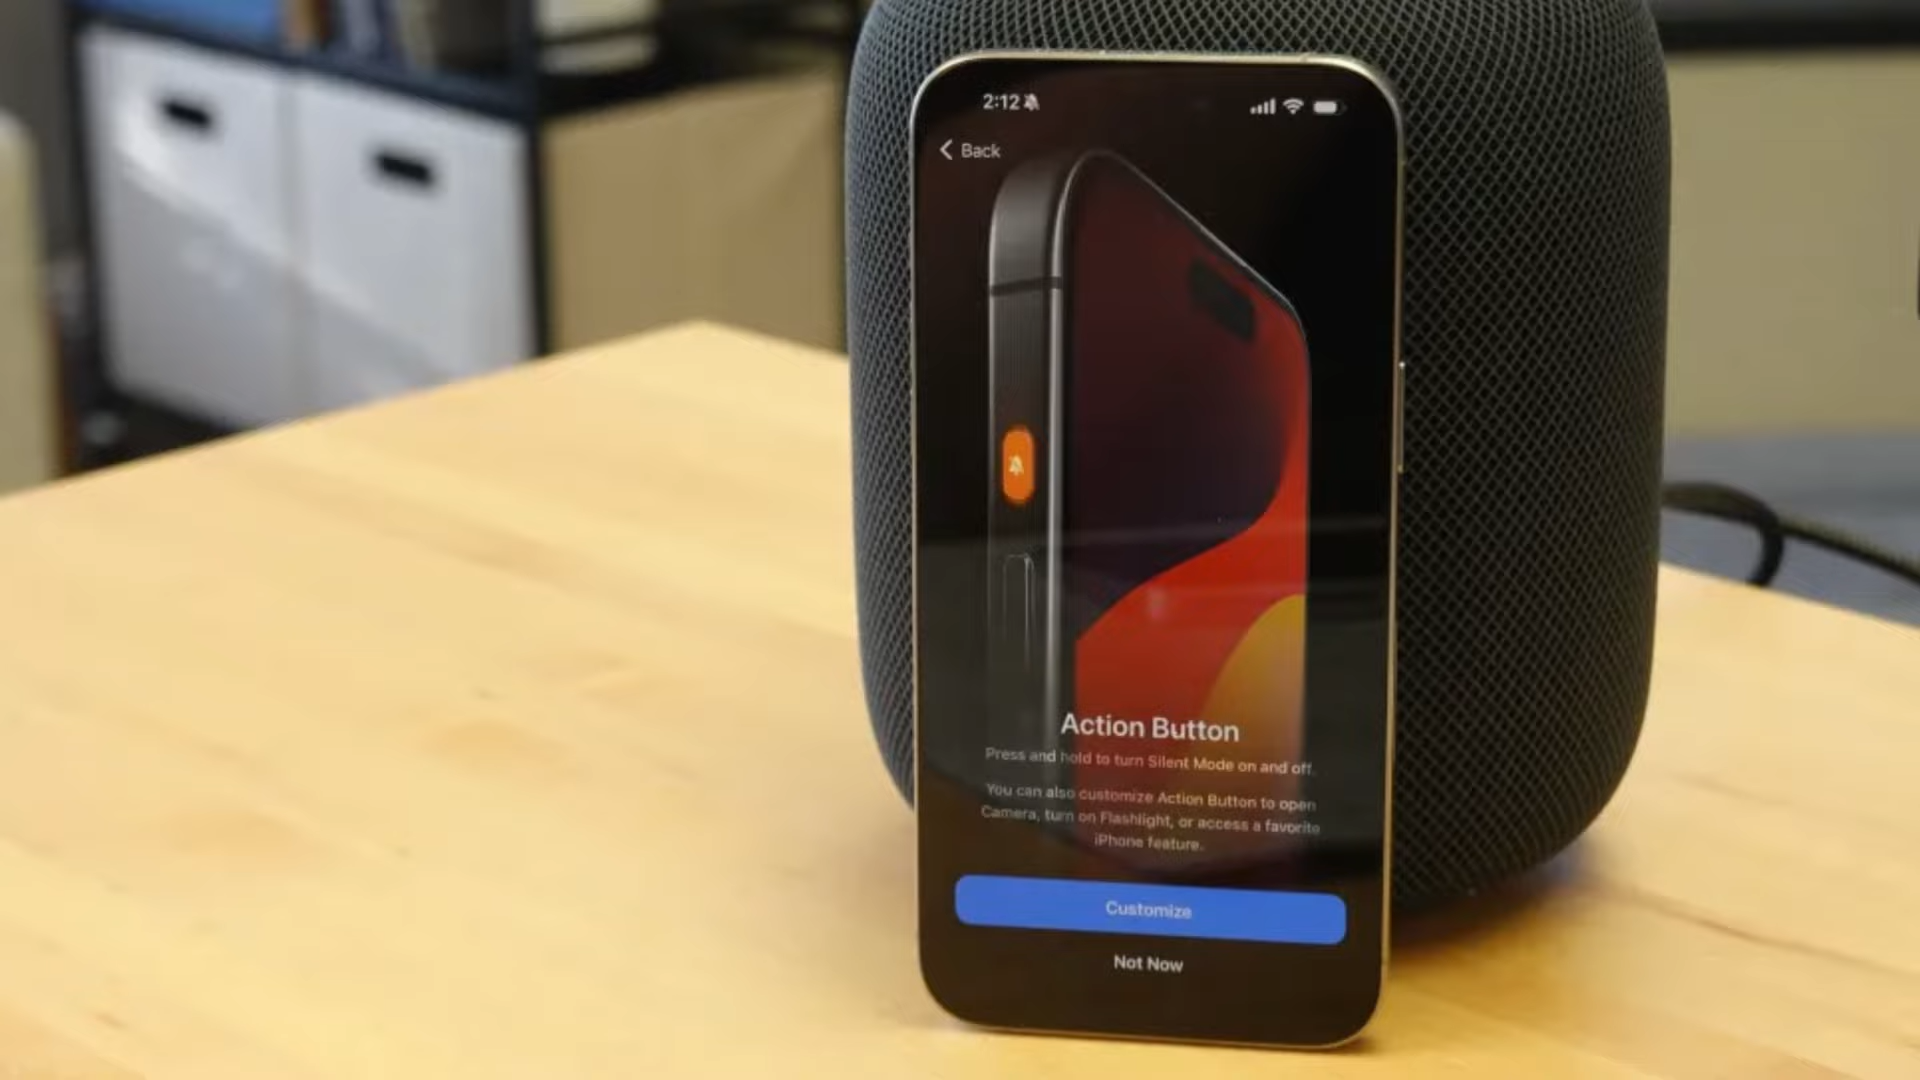 2:12
Back
Action Button
Press and hold to turn Silent Mode on and off.
You can also customize Action Button to open
Camera, turn on Flashlight, or access a favorite
iPhone feature.
Customize
Not Now